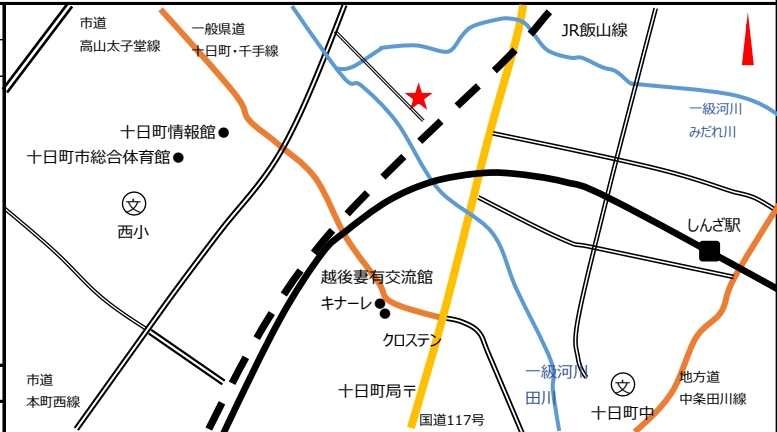 市道
高山太子堂線
一般県道
十日町・千手線
JR飯山線
一級河川
みだれ川
十日町情報館
十日町市総合体育館
文
西小
しんざ駅
越後妻有交流館
キナーレ
クロステン
市道
本町西線
十日町局〒
国道117号
一級河川
田川
文
十日町中
地方道
中条田川線